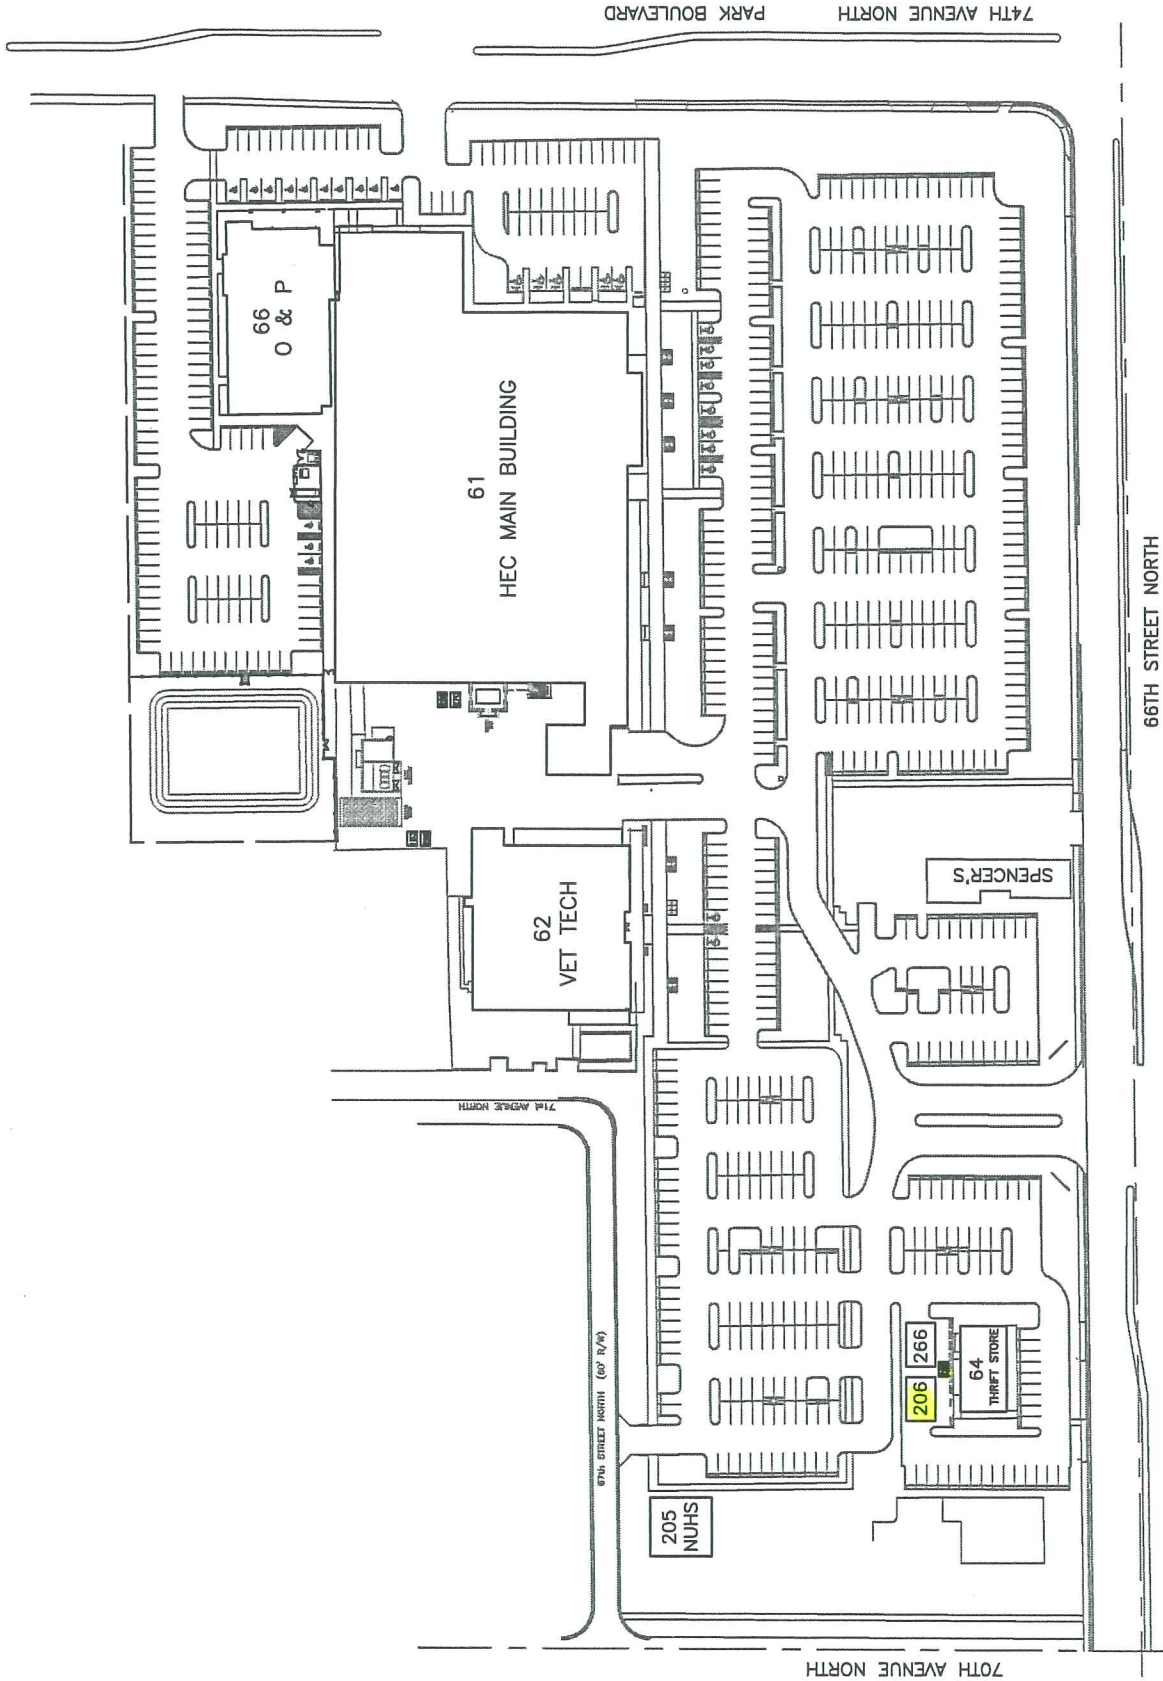 74TH AVENUE NORTH
PARK BOULEVARD
66
O & P
61
HEC MAIN BUILDING
66TH STREET NORTH
62
VET TECH
SPENCER'S
71st AVENUE NORTH
67th STREET NORTH (60' R/W)
206
266
64
THRIFT STORE
205
NUHS
70TH AVENUE NORTH